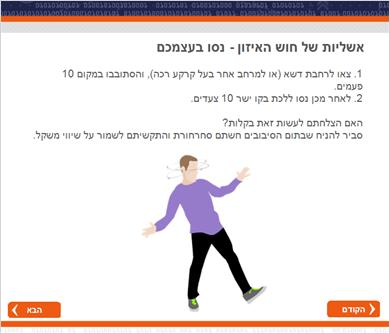 אשליות של חוש האיזון - נסו בעצמכם
1. צאו לרחבת דשא (או למרחב אחר בעל קרקע רכה), והסתובבו במקום 10
פעמים.
2. לאחר מכן נסו ללכת בקו ישר 10 צעדים.
האם הצלחתם לעשות זאת בקלות?
סביר להניח שבתום הסיבובים חשתם סחרחורת והתקשיתם לשמור על שיווי משקל.
הקודם
הבא